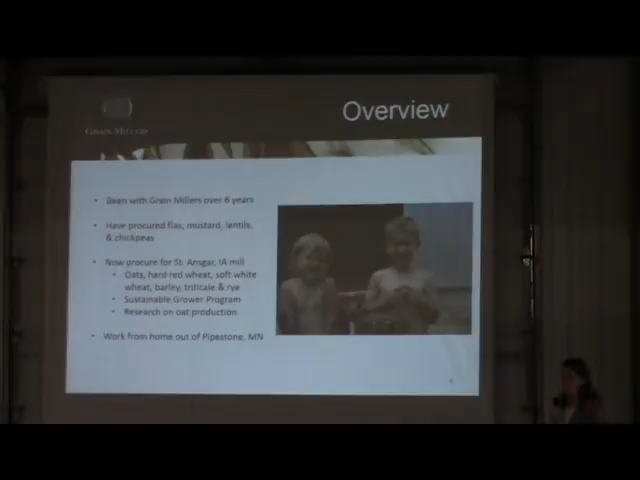 Overview
GRAIN MILLERS
• Been with Grain Millers over 6 years
• Have procured flax, mustard, lentils,
& chickpeas
• Now procure for St. Ansgar, IA mill
• Oats, hard red wheat, soft white
wheat, barley, triticale & rye
• Sustainable Grower Program
• Research on oat production
• Work from home out of Pipestone, MN